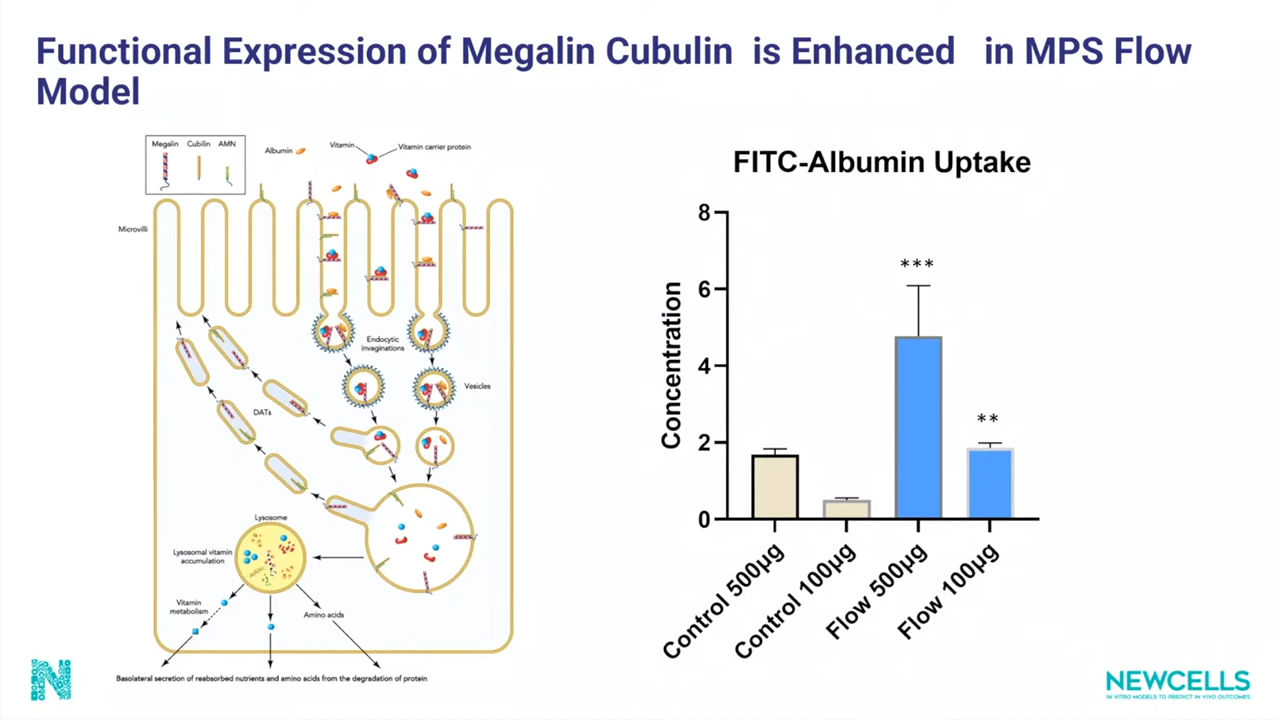 Functional Expression of Megalin Cubulin  is Enhanced   in MPS Flow
Model
Megalin
Cubilin
AMN
Albumin
Vitamin
Vitamin carrier protein
Microvilli
Endocytic
invaginations
Vesicles
DATs
Lysosome
Lysosomal vitamin
accumulation
Vitamin
metabolism
Amino acids
Basolateral secretion of reabsorbed nutrients and amino acids from the degradation of protein
FITC-Albumin Uptake
Concentration
8
6
4
2
0
***
**
Control 500µg
Control 100µg
Flow 500µg
Flow 100µg
N
NEWCELLS
IN VITRO MODELS TO PREDICT IN VIVO OUTCOMES